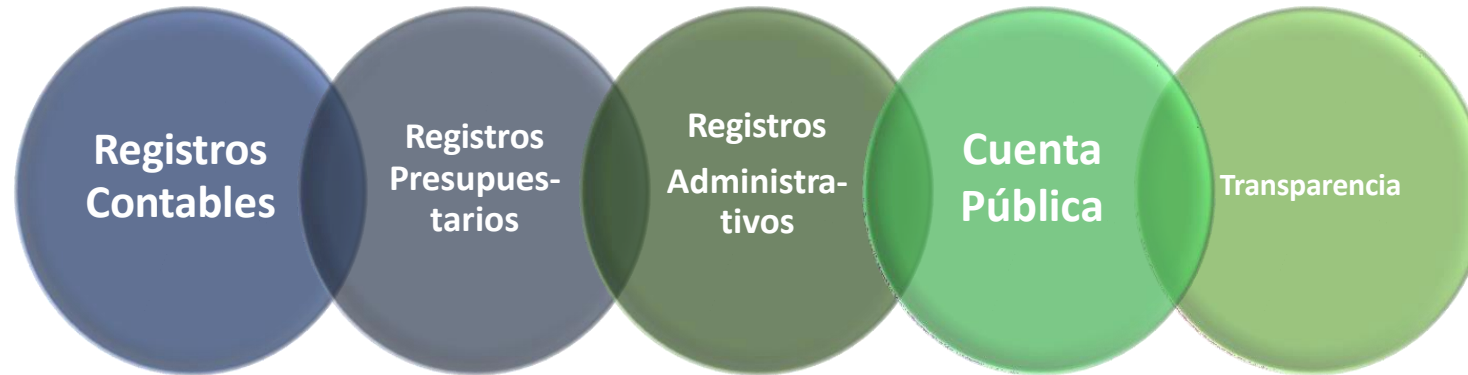 Registros
Contables
Registros
Presupues-
tarios
Registros
Administra-
tivos
Cuenta
Pública
Transparencia